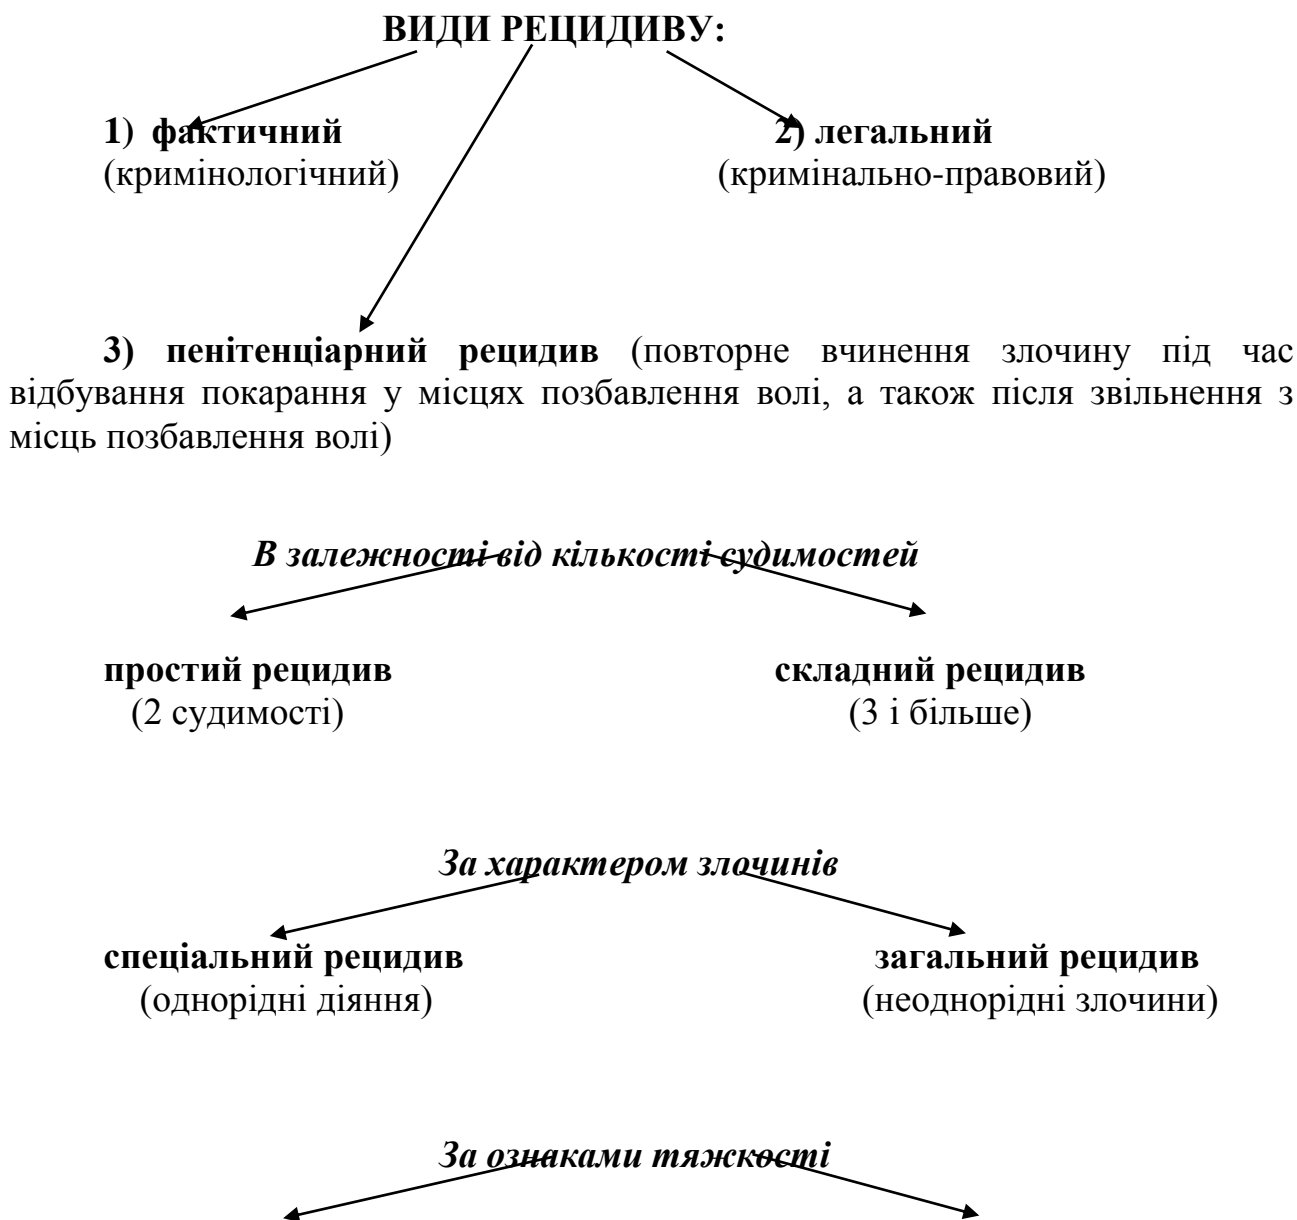 ВИДИ РЕЦИДИВУ:
1) фактичний 2) легальний
(кримінологічний) (кримінально-правовий)
3) пенітенціарний рецидив (повторне вчинення злочину під час
відбування покарання у місцях позбавлення волі, а також після звільнення з
місць позбавлення волі)
В залежності від кількості судимостей
простий рецидив складний рецидив
(2 судимості) (3 і більше)
За характером злочинів
спеціальний рецидив загальний рецидив
(однорідні діяння) (неоднорідні злочини)
За ознаками тяжкості